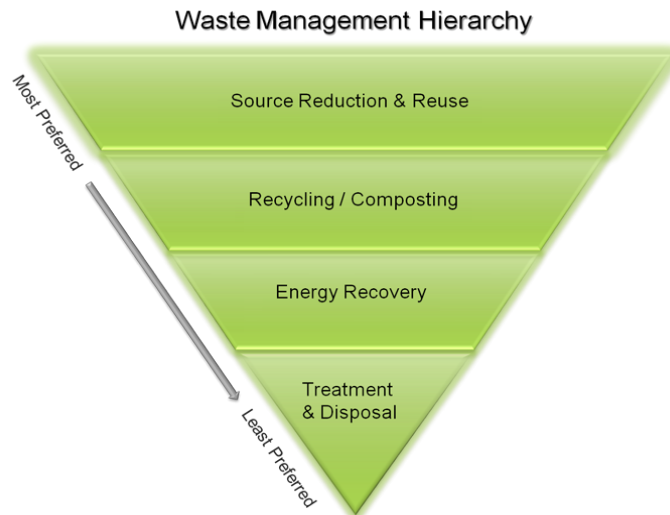 Waste Management Hierarchy
Most Preferred
Source Reduction & Reuse
Recycling / Composting
Energy Recovery
Treatment
& Disposal
Least Preferred